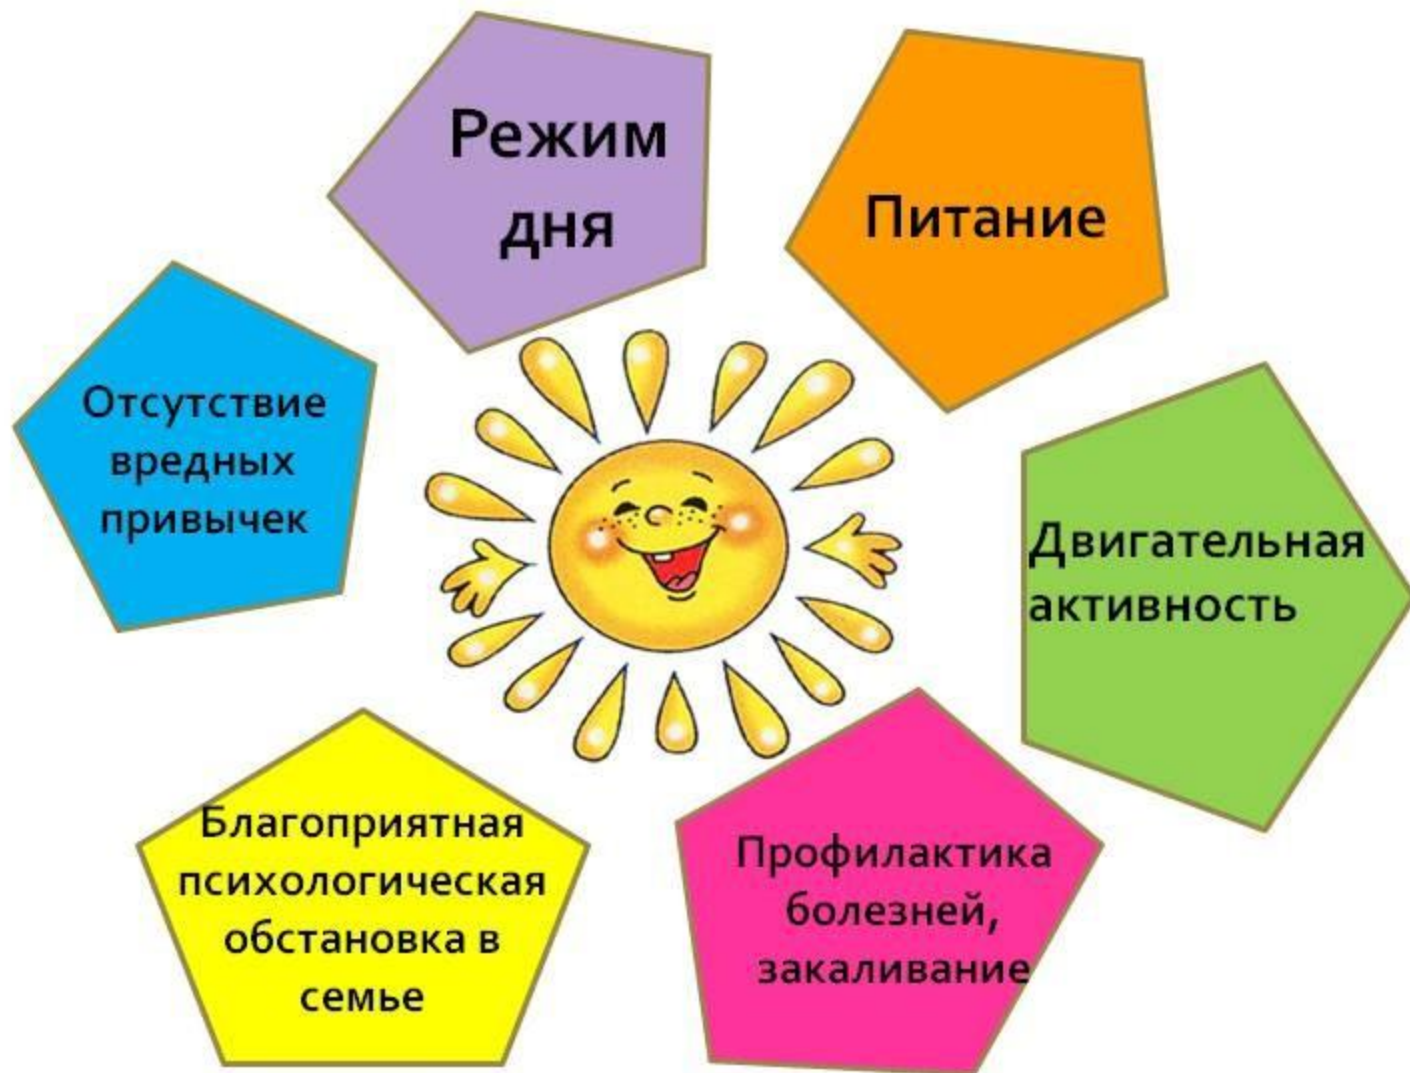 Режим
дня
Питание
Отсутствие
вредных
привычек
Двигательная
активность
Благоприятная
психологическая
обстановка в
семье
Профилактика
болезней,
закаливание